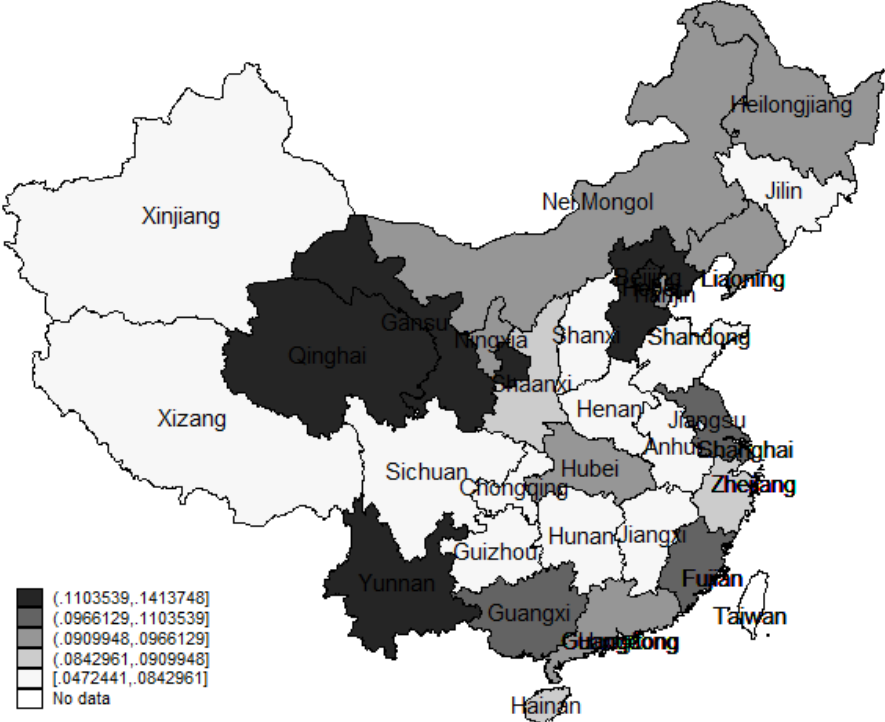 Heilongjiang
Jilin
Nei Mongol
Xinjiang
Beijing
Liaoning
Tianjin
Gansu
Ningxia
Shanxi
Shandong
Qinghai
Shaanxi
Henan
Jiangsu
Xizang
Anhui
Shanghai
Sichuan
Hubei
Chongqing
Zhejiang
Hunan
Jiangxi
Guizhou
Yunnan
Fujian
Guangxi
Taiwan
Hainan
(.1103539,.1413748]
(.0966129,.1103539]
(.0909948,.0966129]
(.0842961,.0909948]
[.0472441,.0842961]
No data